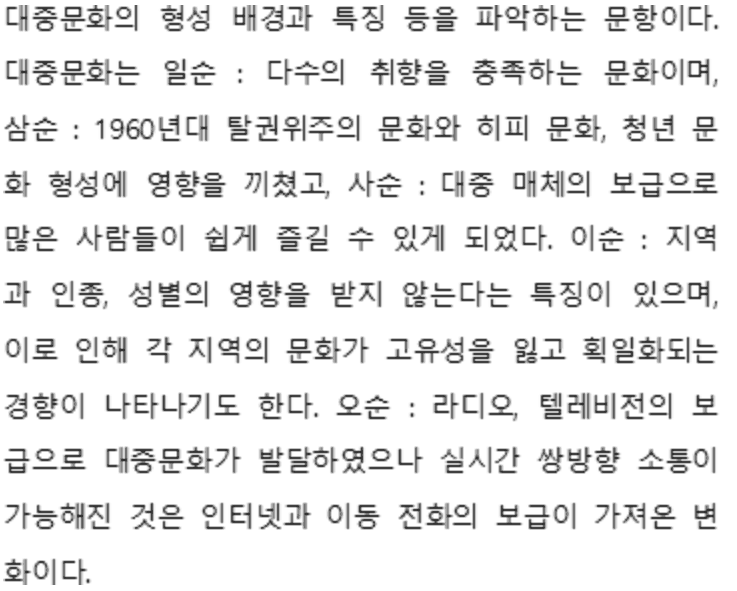 대중문화의 형성 배경과 특징 등을 파악하는 문항이다.
대중문화는 일순 : 다수의 취향을 충족하는 문화이며,
삼순 : 1960년대 탈권위주의 문화와 히피 문화, 청년 문
화 형성에 영향을 끼쳤고, 사순 : 대중 매체의 보급으로
많은 사람들이 쉽게 즐길 수 있게 되었다. 이순 : 지역
과 인종, 성별의 영향을 받지 않는다는 특징이 있으며,
이로 인해 각 지역의 문화가 고유성을 잃고 획일화되는
경향이 나타나기도 한다. 오순 : 라디오, 텔레비전의 보
급으로 대중문화가 발달하였으나 실시간 쌍방향 소통이
가능해진 것은 인터넷과 이동 전화의 보급이 가져온 변
화이다.